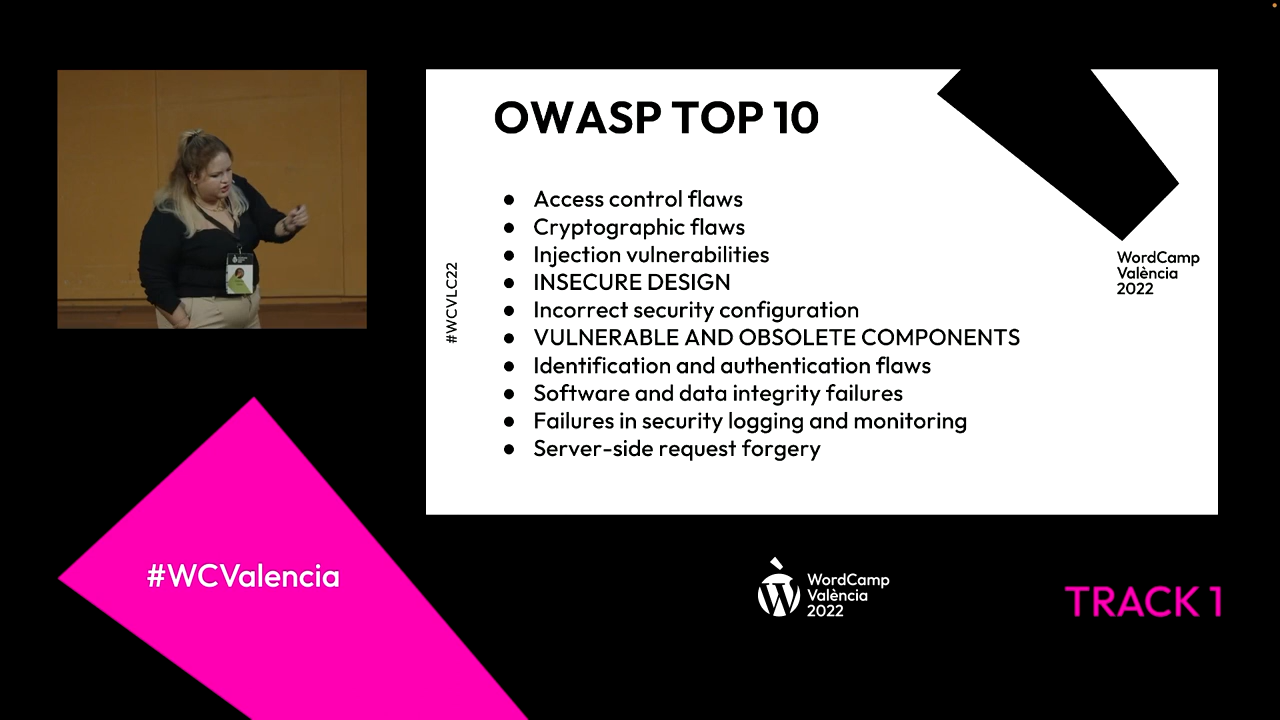 OWASP TOP 10
● Access control flaws
● Cryptographic flaws
● Injection vulnerabilities
● INSECURE DESIGN
● Incorrect security configuration
● VULNERABLE AND OBSOLETE COMPONENTS
● Identification and authentication flaws
● Software and data integrity failures
● Failures in security logging and monitoring
● Server-side request forgery
#WCVLC22
WordCamp
València
2022
#WCValencia
WordCamp
València
2022
TRACK 1